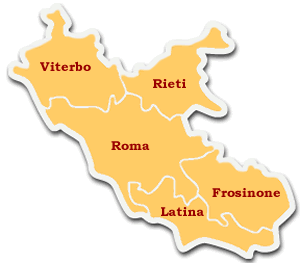 Viterbo
Rieti
Roma
Frosinone
Latina